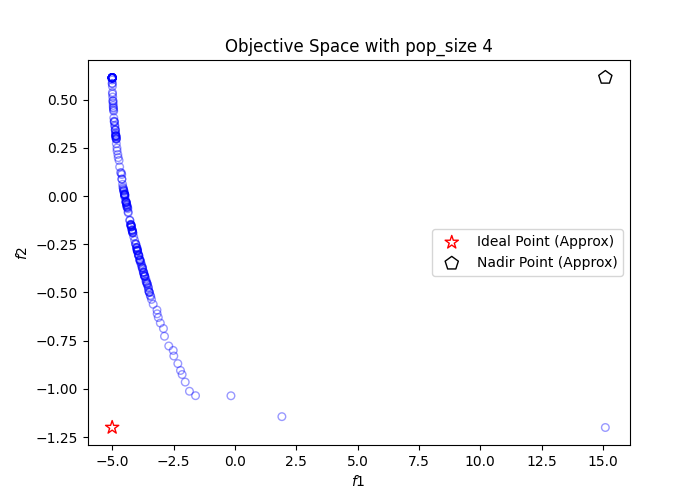 Objective Space with pop_size 4
0.50
0.25
0.00
−0.25
−0.50
−0.75
−1.00
−1.25
f2
Ideal Point (Approx)
Nadir Point (Approx)
−5.0 −2.5 0.0 2.5 5.0 7.5 10.0 12.5 15.0
f1